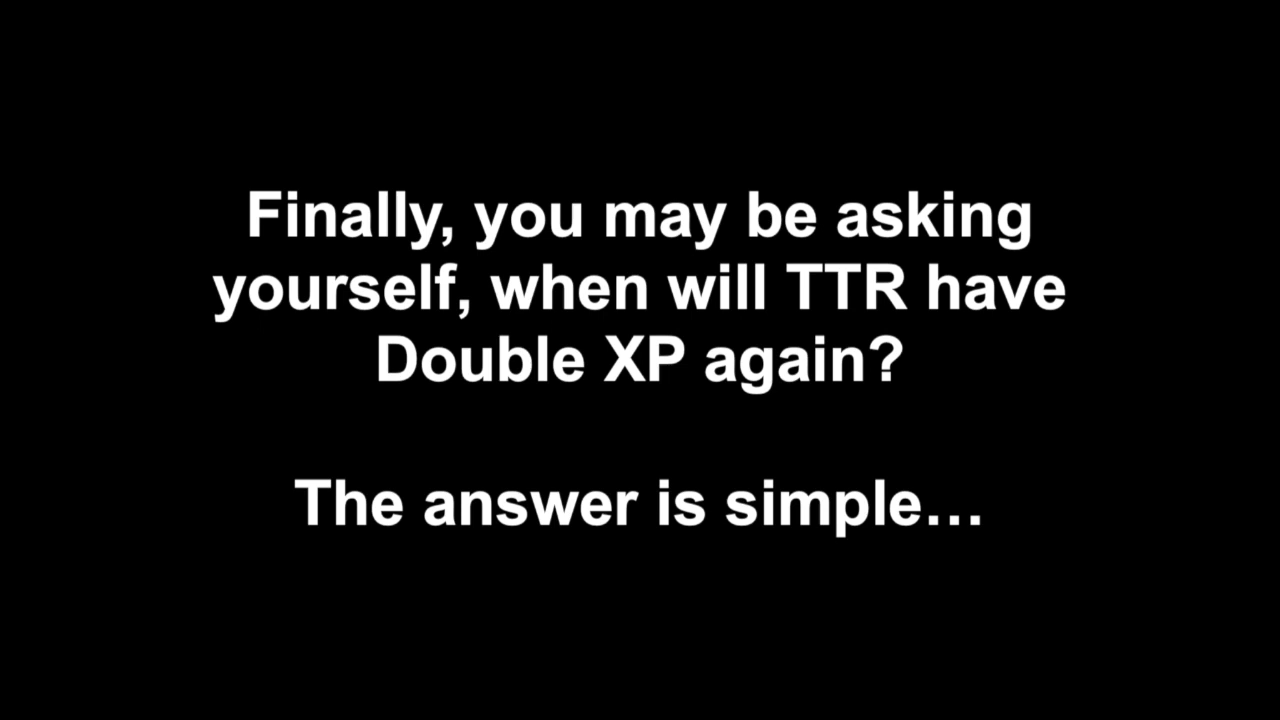 Finally, you may be asking
yourself, when will TTR have
Double XP again?
The answer is simple…